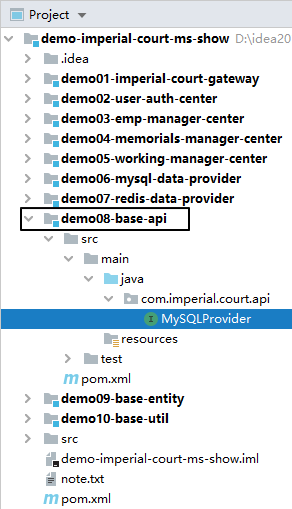 Project
demo-imperial-court-ms-show D:\idea20
.idea
demo01-imperial-court-gateway
demo02-user-auth-center
demo03-emp-manager-center
demo04-memorials-manager-center
demo05-working-manager-center
demo06-mysql-data-provider
demo07-redis-data-provider
demo08-base-api
src
main
java
com.imperial.court.api
I MySQLProvider
resources
test
m pom.xml
demo09-base-entity
demo10-base-util
src
demo-imperial-court-ms-show.iml
note.txt
m pom.xml